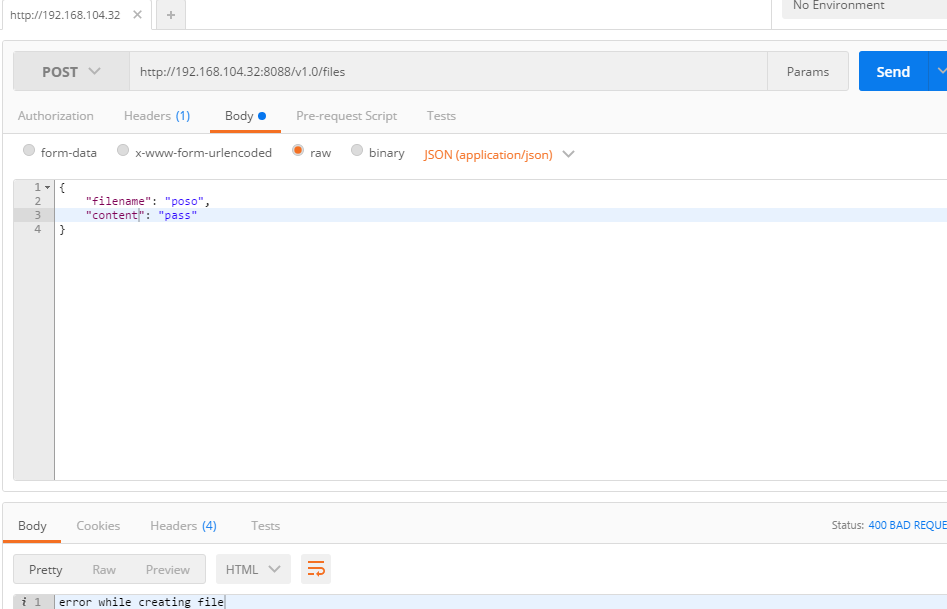 http://192.168.104.32
No Environment
POST
http://192.168.104.32:8088/v1.0/files
Params
Send
Authorization
Headers (1)
Body
Pre-request Script
Tests
form-data
x-www-form-urlencoded
raw
binary
JSON (application/json)
1 {
2 "filename": "poso",
3 "content": "pass"
4 }
Body
Cookies
Headers (4)
Tests
Status: 400 BAD REQUE
Pretty
Raw
Preview
HTML
i 1 error while creating file